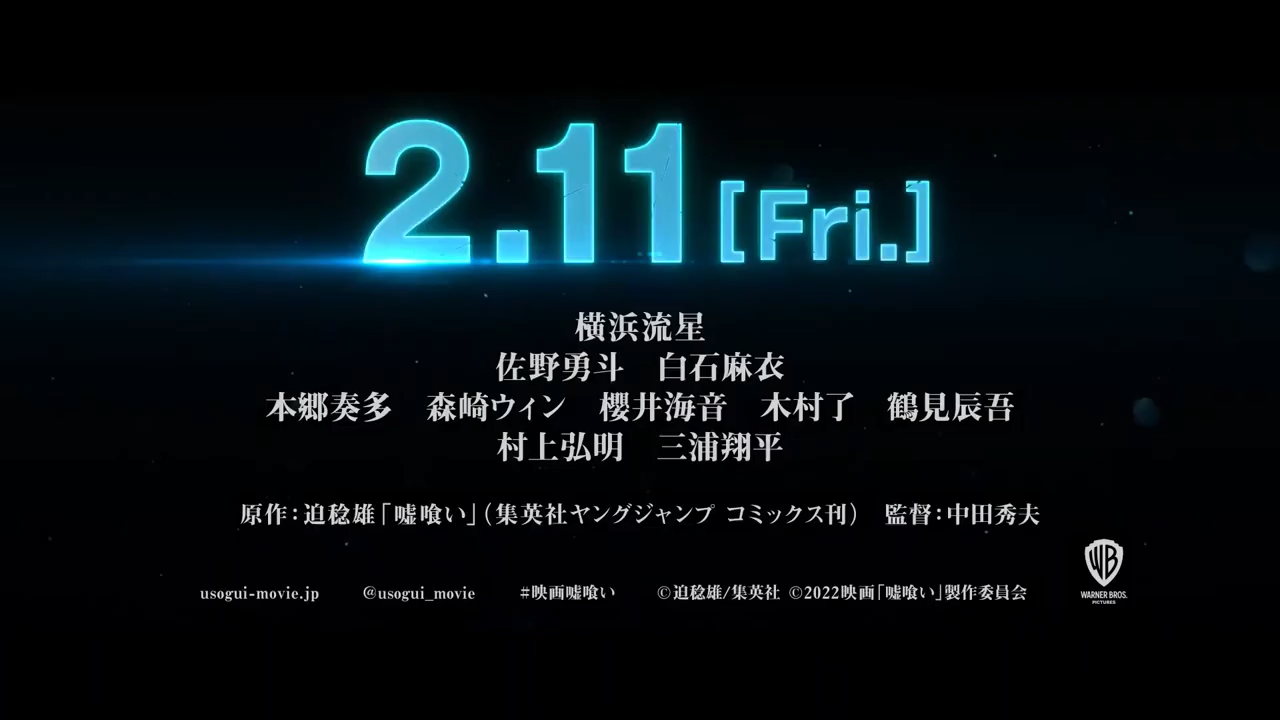 2.11[Fri.]
横浜流星
佐野勇斗　白石麻衣
本郷奏多　森崎ウィン　櫻井海音　木村了　鶴見辰吾
村上弘明　三浦翔平
原作：迫稔雄「嘘喰い」（集英社ヤングジャンプ コミックス刊）　監督：中田秀夫
usogui-movie.jp　@usogui_movie　#映画嘘喰い　©迫稔雄/集英社 ©2022映画「嘘喰い」製作委員会
WB
WARNER BROS.
PICTURES